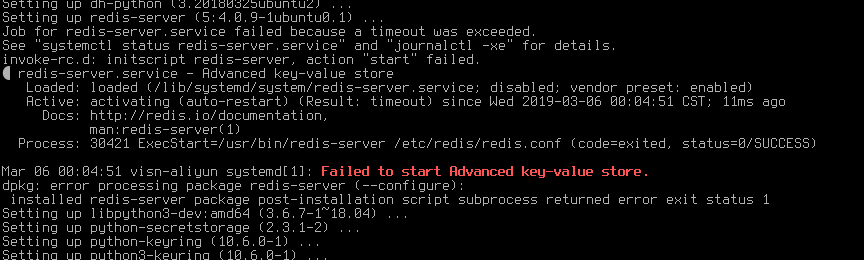 Setting up dh-python (3.20180325ubuntu2) ...
Setting up redis-server (5:4.0.9-1ubuntu0.1) ...
Job for redis-server.service failed because a timeout was exceeded.
See "systemctl status redis-server.service" and "journalctl -xe" for details.
invoke-rc.d: initscript redis-server, action "start" failed.
redis-server.service - Advanced key-value store
Loaded: loaded (/lib/systemd/system/redis-server.service; disabled; vendor preset: enabled)
Active: activating (auto-restart) (Result: timeout) since Wed 2019-03-06 00:04:51 CST; 11ms ago
Docs: http://redis.io/documentation,
man:redis-server(1)
Process: 30421 ExecStart=/usr/bin/redis-server /etc/redis/redis.conf (code=exited, status=0/SUCCESS)
Mar 06 00:04:51 visn-aliyun systemd[1]: Failed to start Advanced key-value store.
dpkg: error processing package redis-server (--configure):
installed redis-server package post-installation script subprocess returned error exit status 1
Setting up libpython3-dev:amd64 (3.6.7-1~18.04) ...
Setting up python-secretstorage (2.3.1-2) ...
Setting up python-keyring (10.6.0-1) ...
Setting up python3-keyring (10.6.0-1) ...